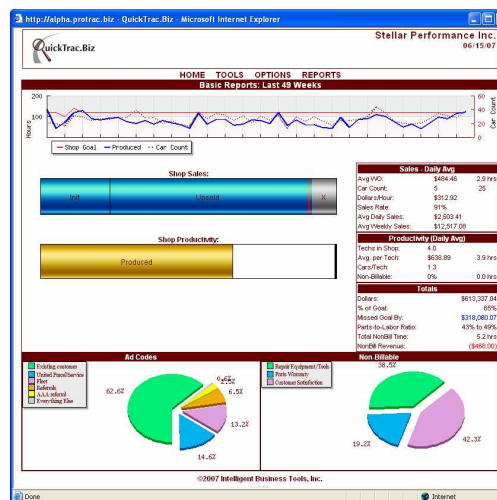 http://alpha.protrac.biz - QuickTrac.Biz - Microsoft Internet Explorer
QuickTrac.Biz
Stellar Performance Inc.
06/15/07
HOME TOOLS OPTIONS REPORTS
Basic Reports: Last 49 Weeks
200
100
0
Hours
60
40
20
0
Car Count
Shop Goal Produced Car Count
Shop Sales:
Init Upsold X
Shop Productivity:
Produced
Sales - Daily Avg
Avg WO: $484.46 2.9 hrs
Car Count: 5 25
Dollars/Hour: $312.92
Sales Rate: 91%
Avg Daily Sales: $2,503.41
Avg Weekly Sales: $12,517.08
Productivity (Daily Avg)
Techs in Shop: 4.0
Avg. per Tech: $638.89 3.9 hrs
Cars/Tech: 1.3
Non-Billable: 0% 0.0 hrs
Totals
Dollars: $613,337.04
% of Goal: 65%
Missed Goal By: $318,080.07
Parts-to-Labor Ratio: 43% to 49%
Total NonBill Time: 5.2 hrs
NonBill Revenue: ($468.00)
Ad Codes
Existing customer
United Parcel Service
Fleet
Referrals
AAA referral
Everything Else
62.6%
6.5%
13.2%
14.6%
Non-Billable
Repair Equipment/Tools
Parts Warranty
Customer Satisfaction
38.5%
19.2%
42.3%
©2007 Intelligent Business Tools, Inc.
Done
Internet